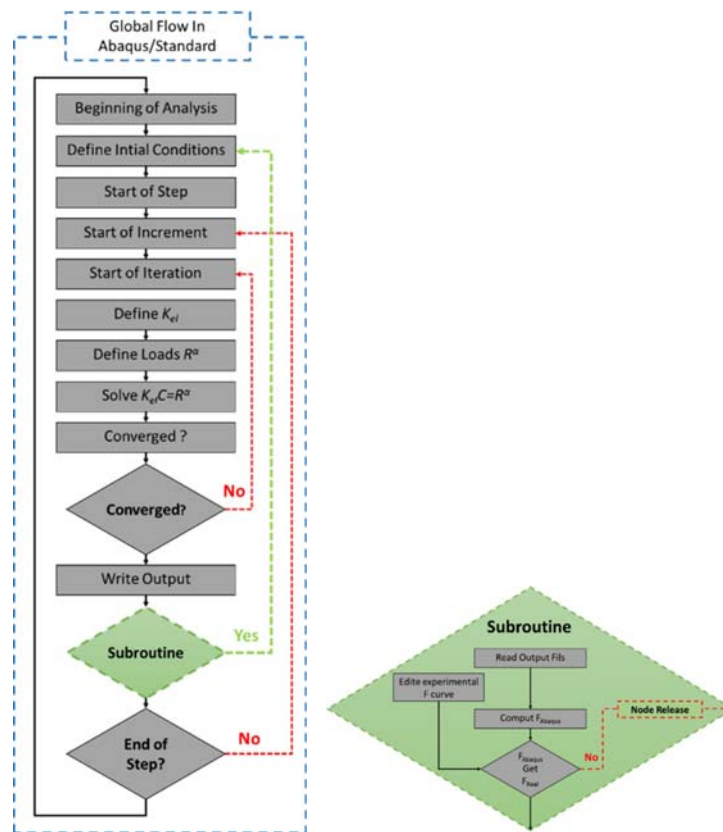 Global Flow In
Abaqus/Standard
Beginning of Analysis
Define Intial Conditions
Start of Step
Start of Increment
Start of Iteration
Define Kel
Define Loads Rα
Solve KelC=Rα
Converged ?
Converged?
No
Write Output
Subroutine
Yes
End of
Step?
No
Subroutine
Read Output Fils
Edite experimental
F curve
Comput FAbaqus
Node Release
FAbaqus
Get
FReal
No